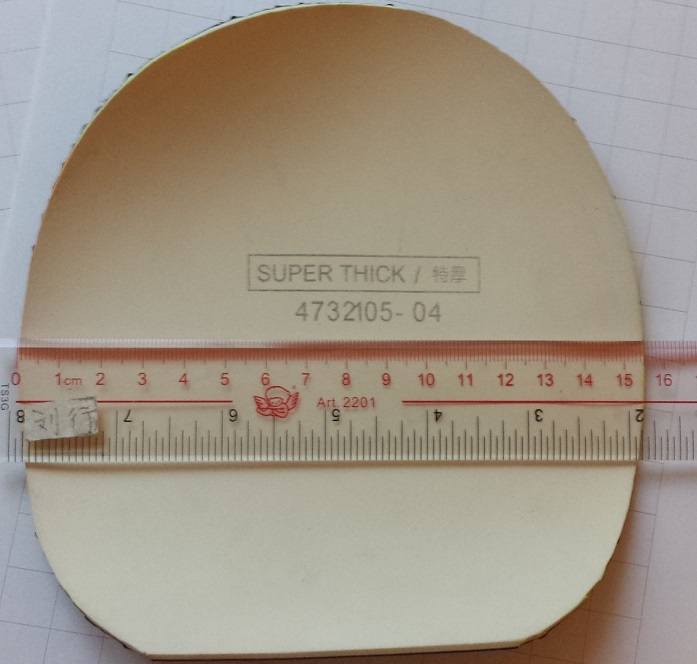 SUPER THICK / 特厚
4732105- 04
0 1cm 2 3 4 5 6 7 8 9 10 11 12 13 14 15 16
Art. 2201
TS3G
8 7 6 5 4 3 2